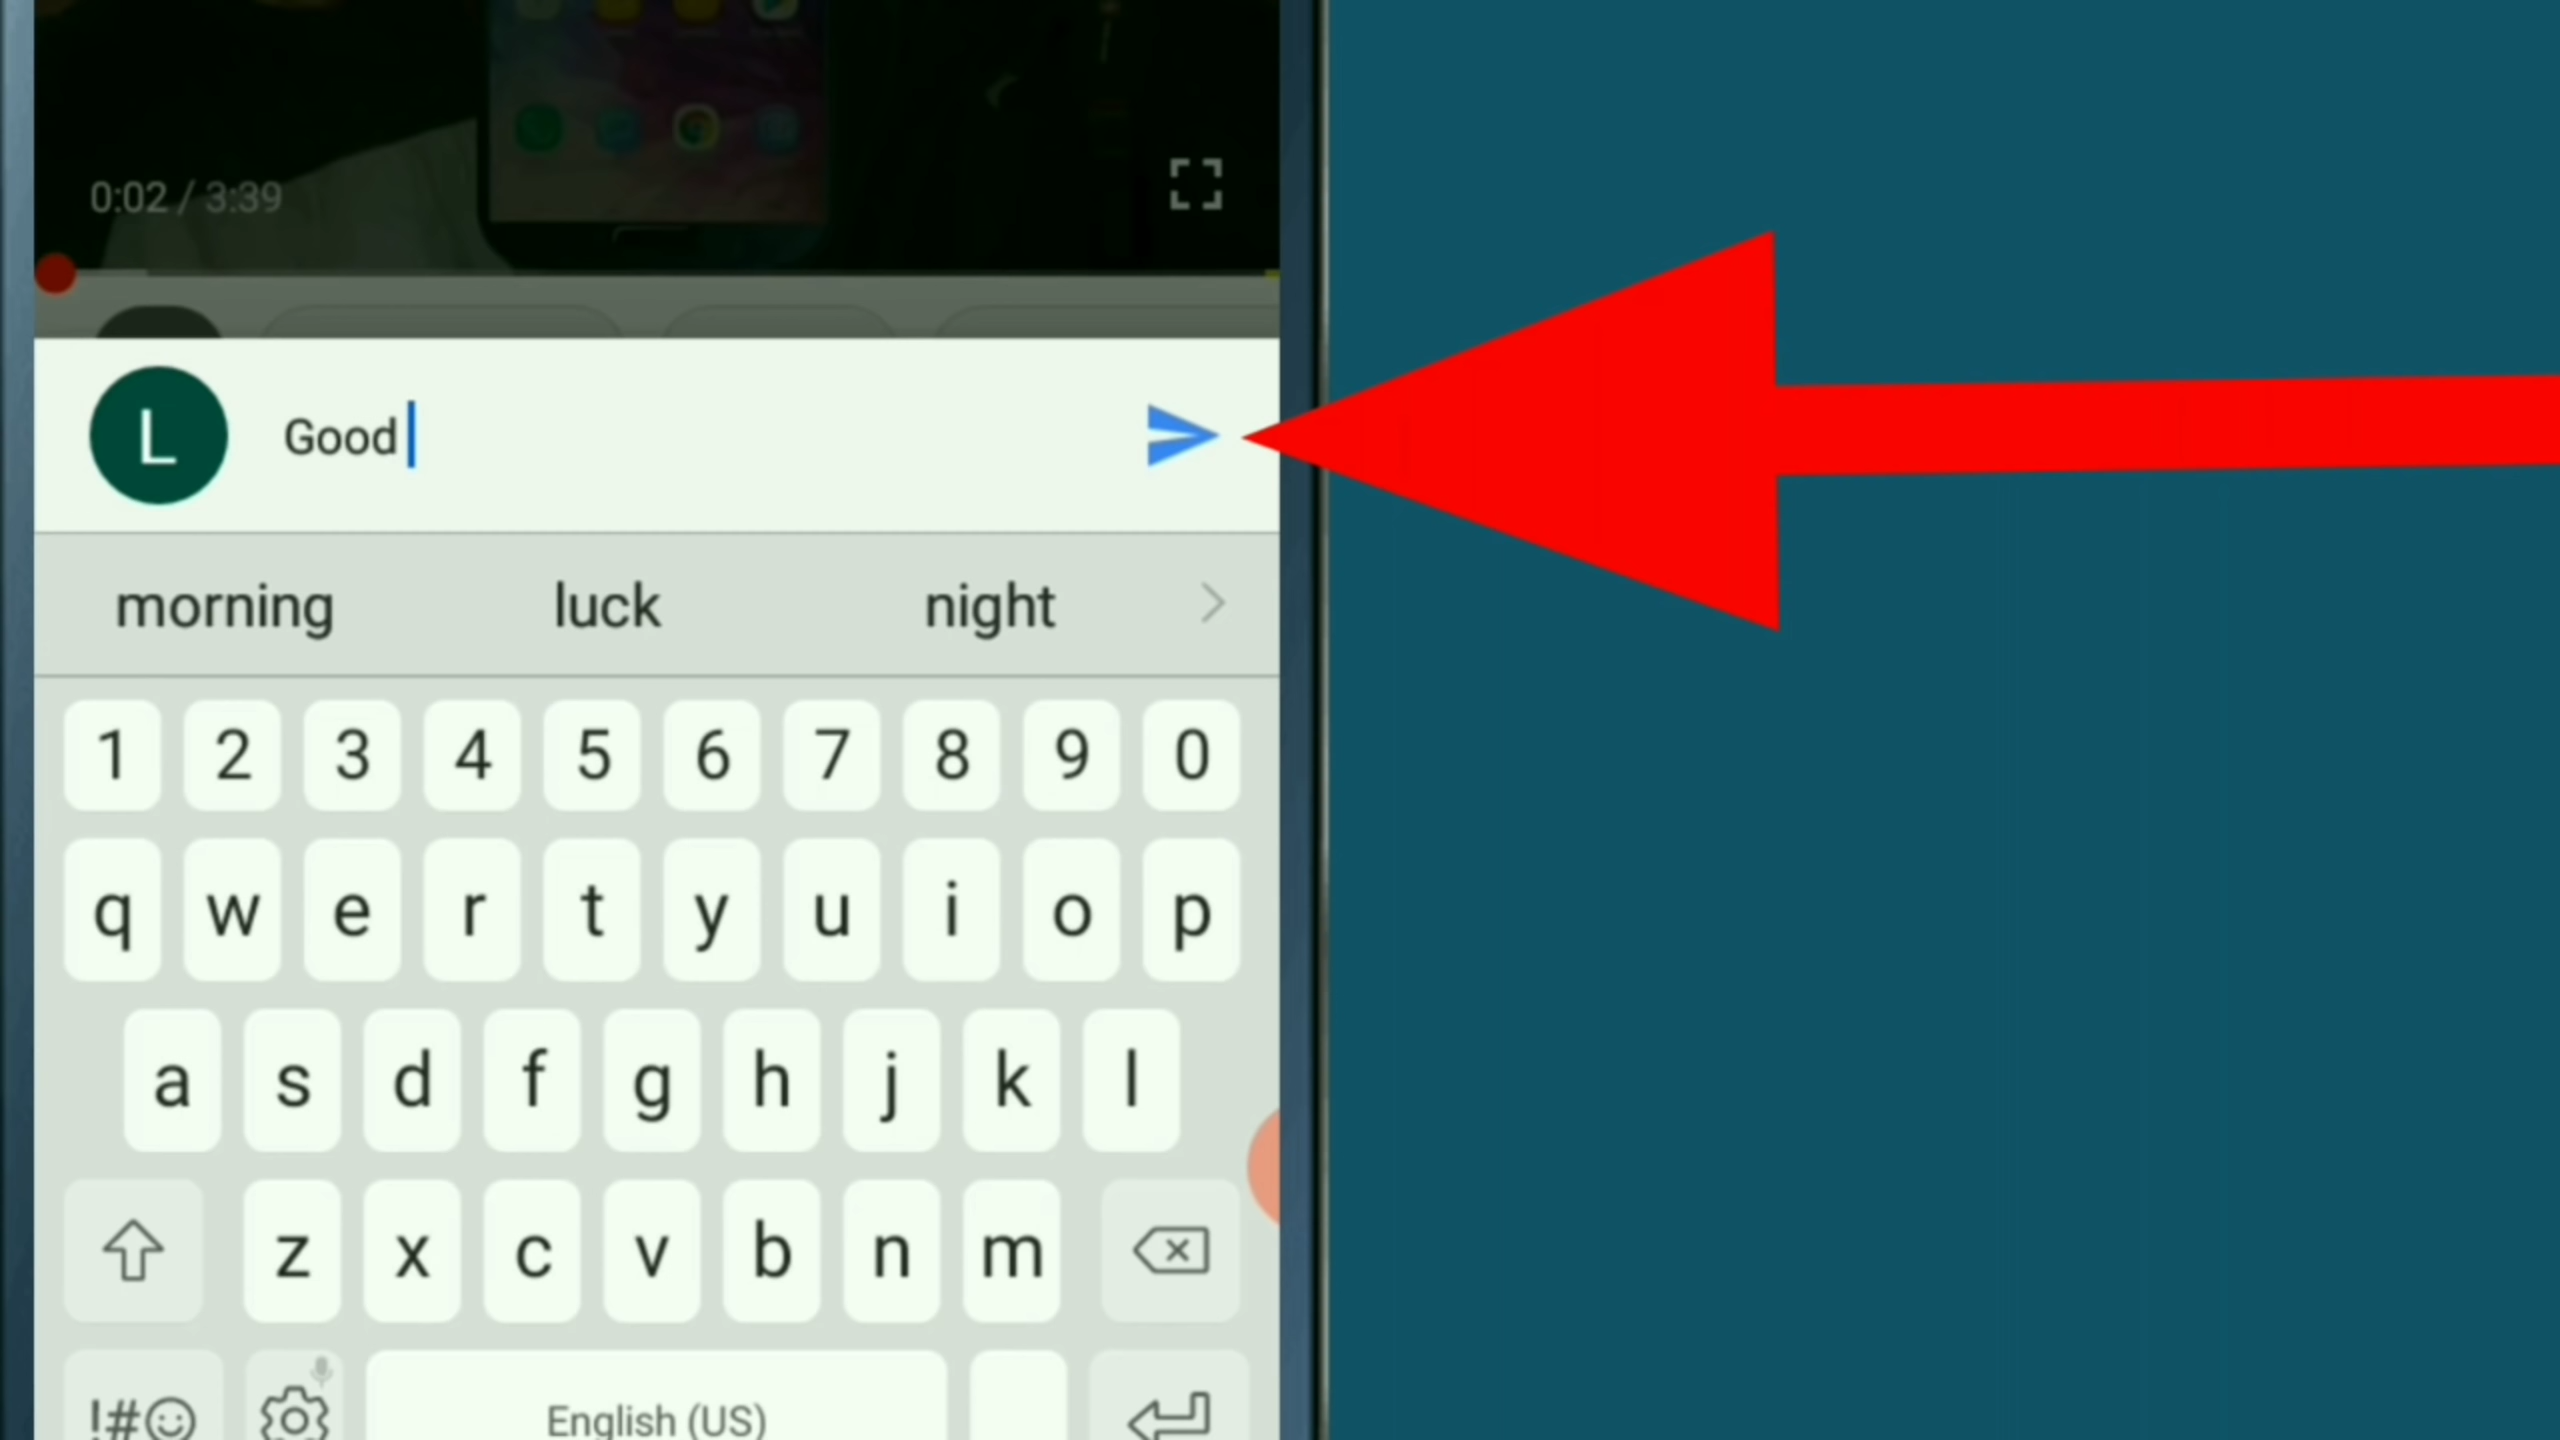 0:02 / 3:39
L Good
morning luck night
1 2 3 4 5 6 7 8 9 0
q w e r t y u i o p
a s d f g h j k l
z x c v b n m
!#☺ English (US)